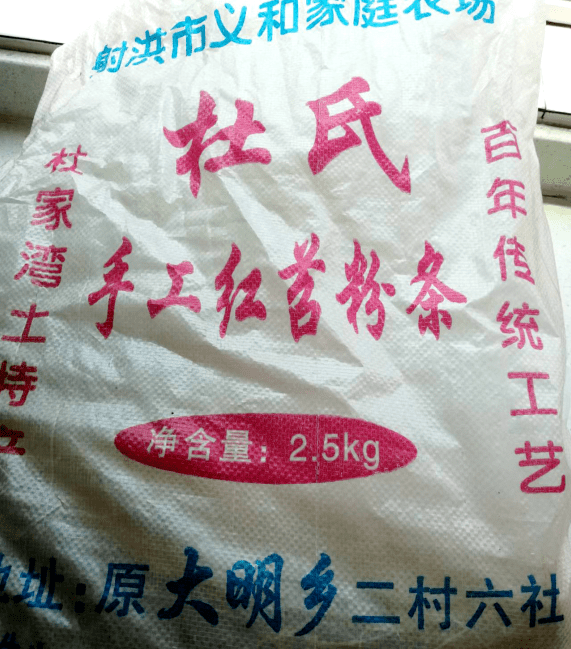 射洪市义和家庭农场
杜氏
手工红苕粉条
杜家湾土特产
百年传统工艺
净含量：2.5kg
地址：原大明乡二村六社